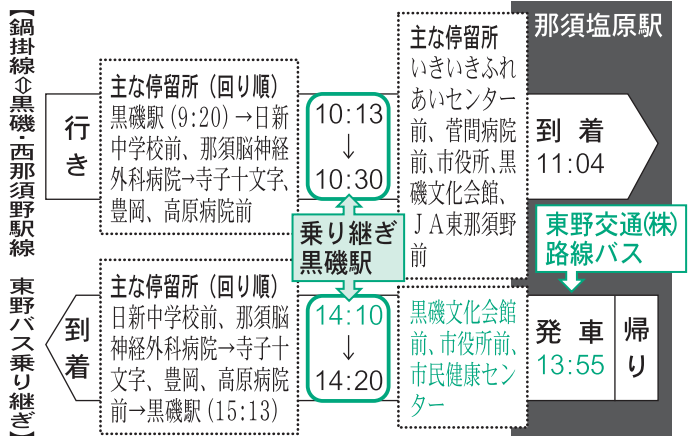 【鍋掛線⇔黒磯・西那須野駅線　東野バス乗り継ぎ】
行き
主な停留所（回り順）
黒磯駅（9:20）→日新
中学校前、那須脳神経
外科病院→寺子十文字、
豊岡、高原病院前
10:13
↓
10:30
主な停留所
いきいきふれ
あいセンター
前、菅間病院
前、市役所、黒
磯文化会館、
ＪＡ東那須野
前
那須塩原駅
到着
11:04
乗り継ぎ
黒磯駅
東野交通㈱
路線バス
到着
主な停留所（回り順）
日新中学校前、那須脳
神経外科病院→寺子十
文字、豊岡、高原病院
前→黒磯駅（15:13）
14:10
↓
14:20
黒磯文化会館
前、市役所前、
市民健康セン
ター
発車
13:55
帰り